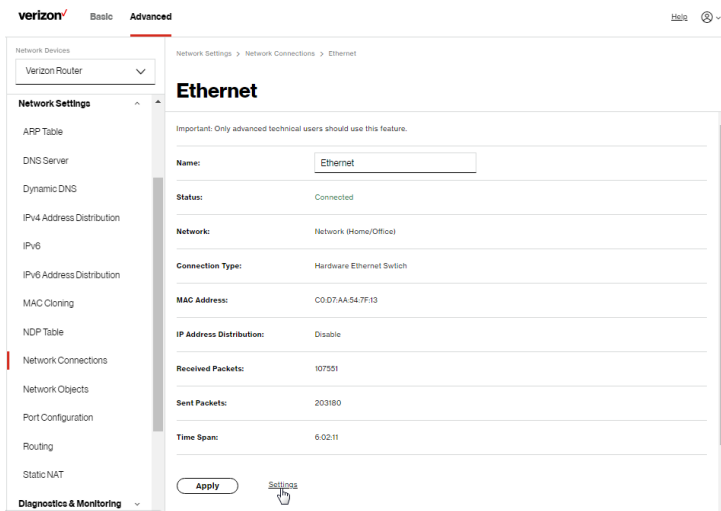 verizon
Basic
Advanced
Help
Network Devices
Verizon Router
Network Settings
ARP Table
DNS Server
Dynamic DNS
IPv4 Address Distribution
IPv6
IPv6 Address Distribution
MAC Cloning
NDP Table
Network Connections
Network Objects
Port Configuration
Routing
Static NAT
Diagnostics & Monitoring
Network Settings > Network Connections > Ethernet
Ethernet
Important: Only advanced technical users should use this feature.
Name: Ethernet
Status: Connected
Network: Network (Home/Office)
Connection Type: Hardware Ethernet Swtich
MAC Address: C0:D7:AA:54:7F:13
IP Address Distribution: Disable
Received Packets: 107551
Sent Packets: 203180
Time Span: 6:02:11
Apply
Settings